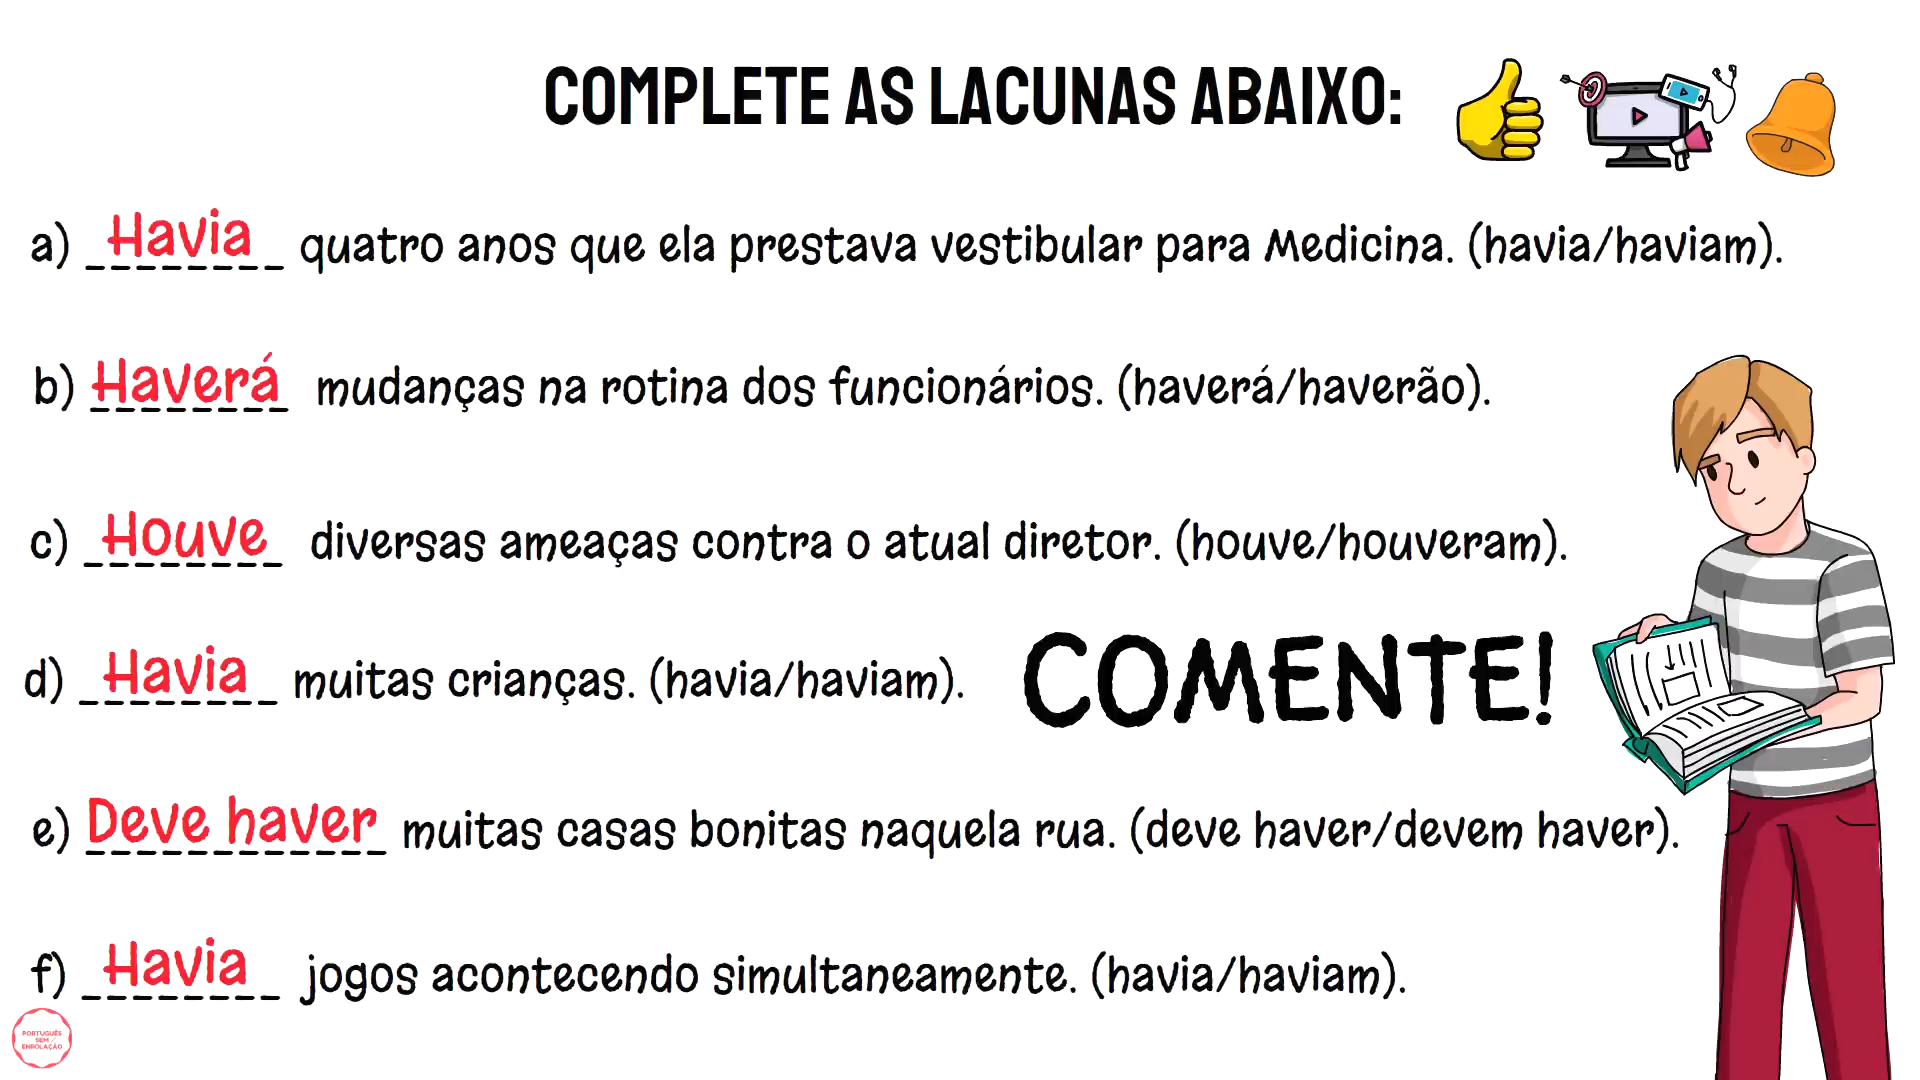 COMPLETE AS LACUNAS ABAIXO:
a) Havia quatro anos que ela prestava vestibular para Medicina. (havia/haviam).
b) Haverá mudanças na rotina dos funcionários. (haverá/haverão).
c) Houve diversas ameaças contra o atual diretor. (houve/houveram).
d) Havia muitas crianças. (havia/haviam).
COMENTE!
e) Deve haver muitas casas bonitas naquela rua. (deve haver/devem haver).
f) Havia jogos acontecendo simultaneamente. (havia/haviam).
PORTUGUÊS
SEM
ENROLAÇÃO